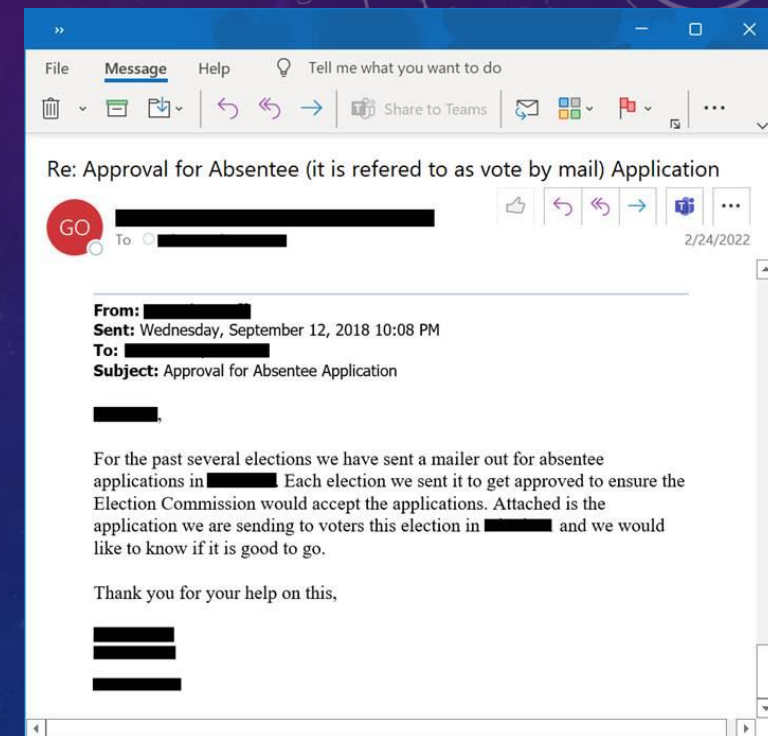 File Message Help Tell me what you want to do
Share to Teams
Re: Approval for Absentee (it is refered to as vote by mail) Application
GO
To
2/24/2022
From:
Sent: Wednesday, September 12, 2018 10:08 PM
To:
Subject: Approval for Absentee Application
,
For the past several elections we have sent a mailer out for absentee
applications in Each election we sent it to get approved to ensure the
Election Commission would accept the applications. Attached is the
application we are sending to voters this election in and we would
like to know if it is good to go.
Thank you for your help on this,